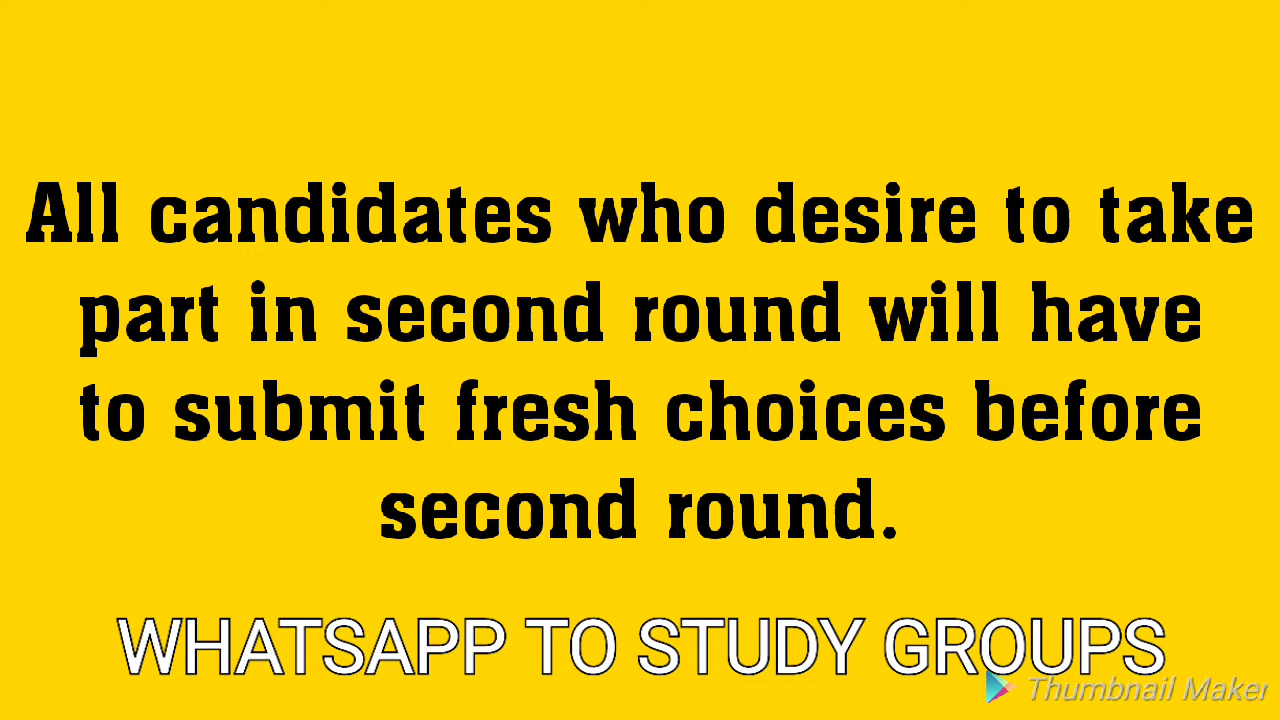 All candidates who desire to take
part in second round will have
to submit fresh choices before
second round.
WHATSAPP TO STUDY GROUPS
Thumbnail Maker